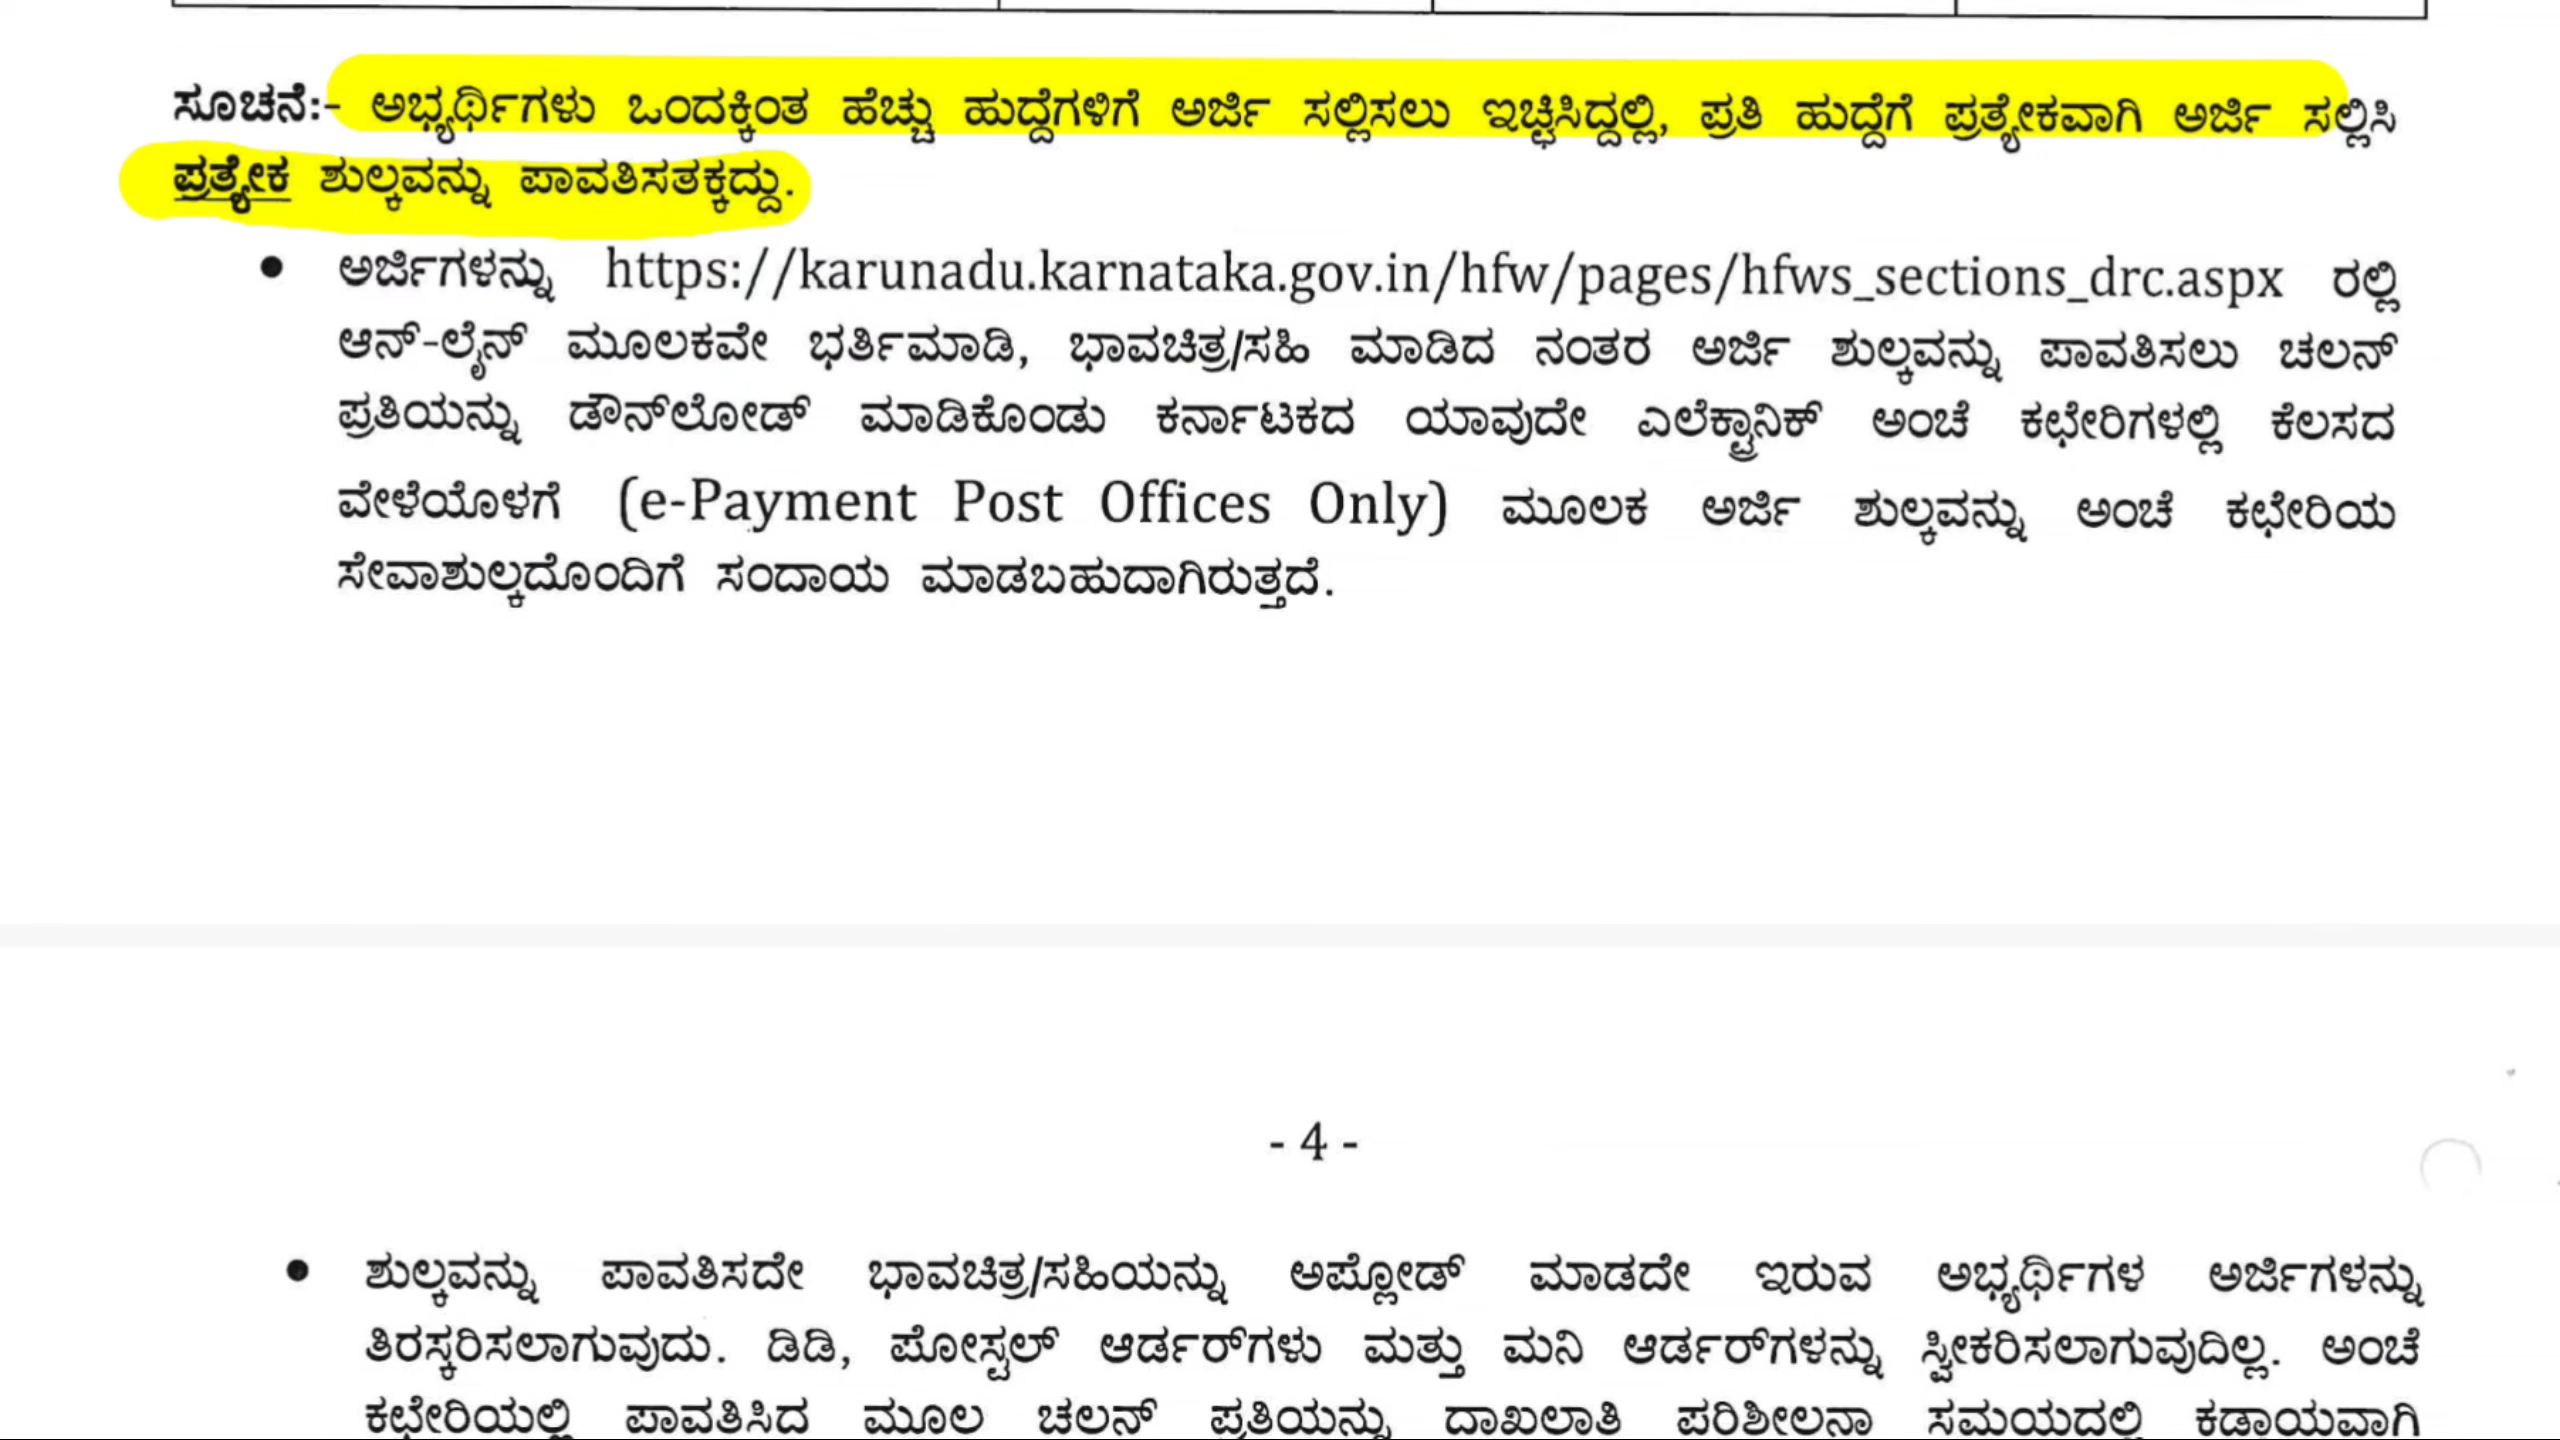 ಸೂಚನೆ:- ಅಭ್ಯರ್ಥಿಗಳು ಒಂದಕ್ಕಿಂತ ಹೆಚ್ಚು ಹುದ್ದೆಗಳಿಗೆ ಅರ್ಜಿ ಸಲ್ಲಿಸಲು ಇಚ್ಛಿಸಿದ್ದಲ್ಲಿ, ಪ್ರತಿ ಹುದ್ದೆಗೆ ಪ್ರತ್ಯೇಕವಾಗಿ ಅರ್ಜಿ ಸಲ್ಲಿಸಿ
ಪ್ರತ್ಯೇಕ ಶುಲ್ಕವನ್ನು ಪಾವತಿಸತಕ್ಕದ್ದು.
• ಅರ್ಜಿಗಳನ್ನು https://karunadu.karnataka.gov.in/hfw/pages/hfws_sections_drc.aspx ರಲ್ಲಿ
ಆನ್-ಲೈನ್ ಮೂಲಕವೇ ಭರ್ತಿಮಾಡಿ, ಭಾವಚಿತ್ರ/ಸಹಿ ಮಾಡಿದ ನಂತರ ಅರ್ಜಿ ಶುಲ್ಕವನ್ನು ಪಾವತಿಸಲು ಚಲನ್
ಪ್ರತಿಯನ್ನು ಡೌನ್‌ಲೋಡ್ ಮಾಡಿಕೊಂಡು ಕರ್ನಾಟಕದ ಯಾವುದೇ ಎಲೆಕ್ಟ್ರಾನಿಕ್ ಅಂಚೆ ಕಛೇರಿಗಳಲ್ಲಿ ಕೆಲಸದ
ವೇಳೆಯೊಳಗೆ (e-Payment Post Offices Only) ಮೂಲಕ ಅರ್ಜಿ ಶುಲ್ಕವನ್ನು ಅಂಚೆ ಕಛೇರಿಯ
ಸೇವಾಶುಲ್ಕದೊಂದಿಗೆ ಸಂದಾಯ ಮಾಡಬಹುದಾಗಿರುತ್ತದೆ.
- 4 -
• ಶುಲ್ಕವನ್ನು ಪಾವತಿಸದೇ ಭಾವಚಿತ್ರ/ಸಹಿಯನ್ನು ಅಪ್ಲೋಡ್ ಮಾಡದೇ ಇರುವ ಅಭ್ಯರ್ಥಿಗಳ ಅರ್ಜಿಗಳನ್ನು
ತಿರಸ್ಕರಿಸಲಾಗುವುದು. ಡಿಡಿ, ಪೋಸ್ಟಲ್ ಆರ್ಡರ್‌ಗಳು ಮತ್ತು ಮನಿ ಆರ್ಡರ್‌ಗಳನ್ನು ಸ್ವೀಕರಿಸಲಾಗುವುದಿಲ್ಲ. ಅಂಚೆ
ಕಛೇರಿಯಲ್ಲಿ ಪಾವತಿಸಿದ ಮೂಲ ಚಲನ್ ಪ್ರತಿಯನ್ನು ದಾಖಲಾತಿ ಪರಿಶೀಲನಾ ಸಮಯದಲ್ಲಿ ಕಡಾಯವಾಗಿ